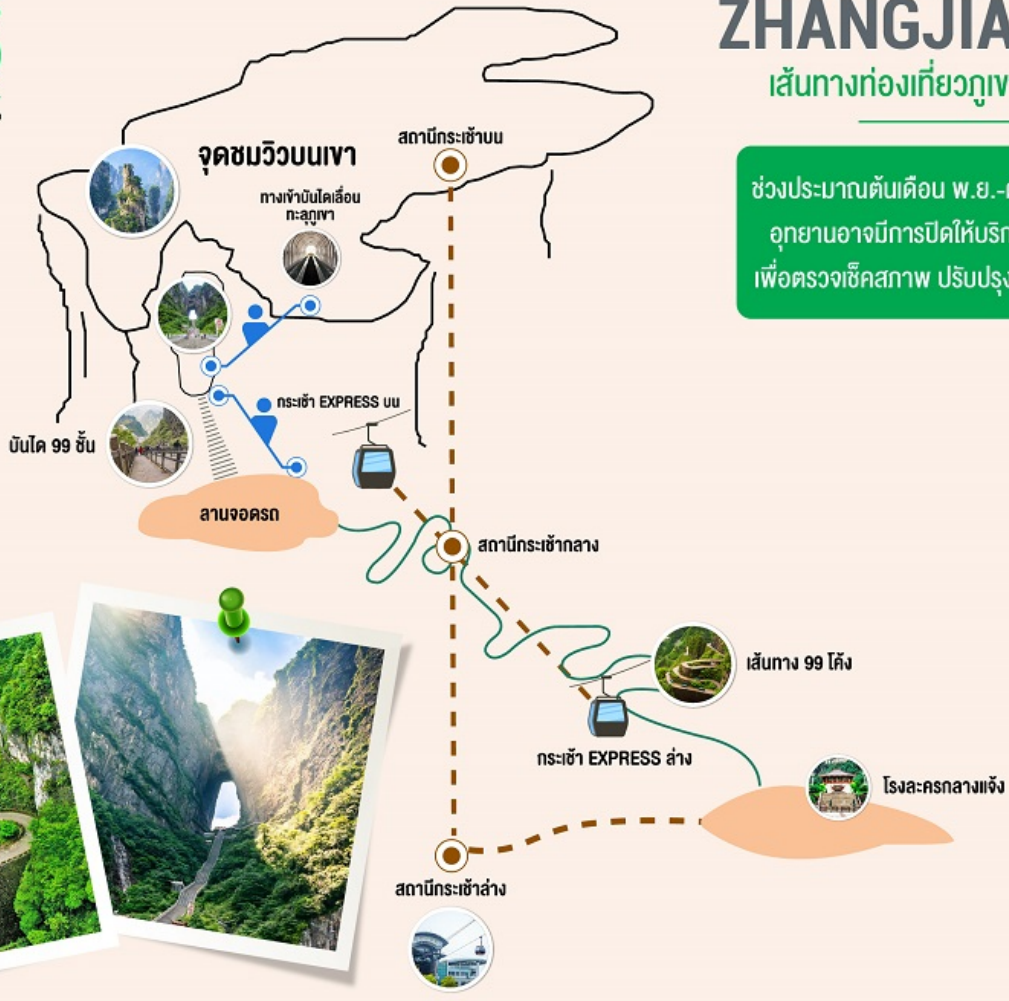 ZHANGJIA
เส้นทางท่องเที่ยวภูเข
ช่วงประมาณต้นเดือน พ.ย.-
อุทยานอาจมีการปิดให้บริก
เพื่อตรวจเช็คสภาพ ปรับปรุง
สถานีกระเช้าบน
จุดชมวิวบนเขา
ทางเข้าบันไดเลื่อน
ทะลุภูเขา
กระเช้า EXPRESS บน
บันได 99 ชั้น
ลานจอดรถ
สถานีกระเช้ากลาง
เส้นทาง 99 โค้ง
กระเช้า EXPRESS ล่าง
โรงละครกลางแจ้ง
สถานีกระเช้าล่าง